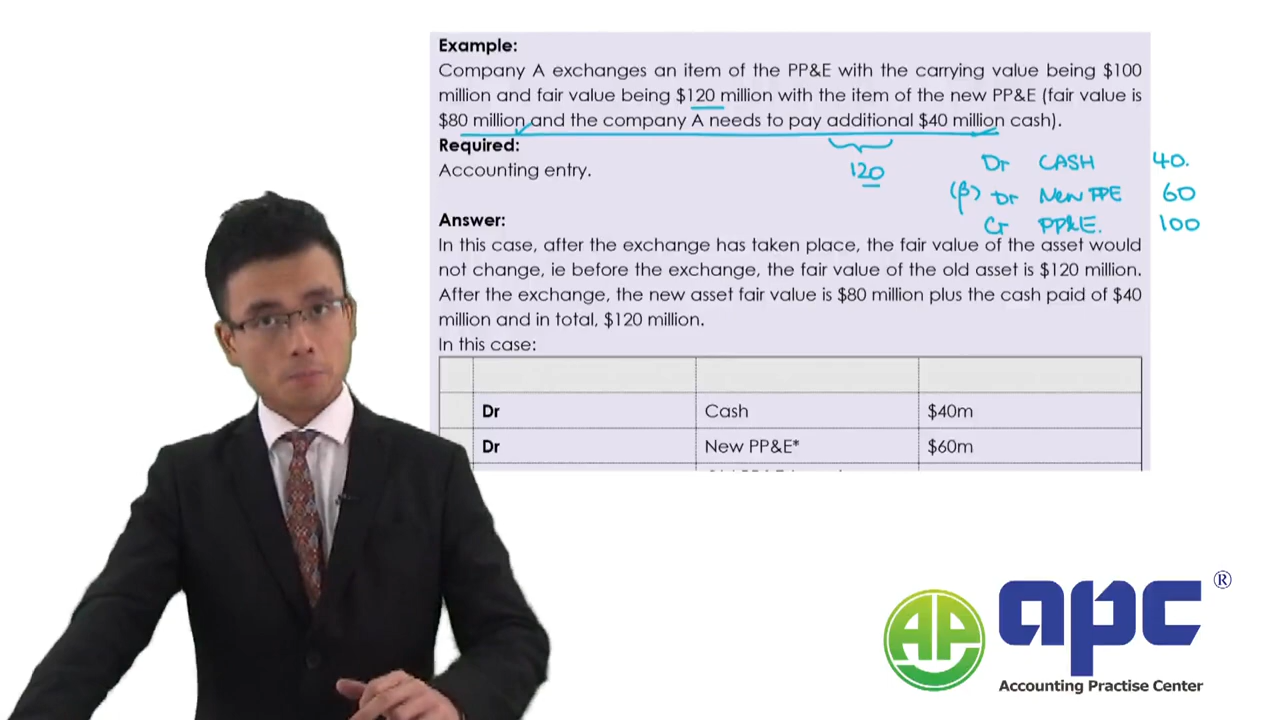 Example:
Company A exchanges an item of the PP&E with the carrying value being $100
million and fair value being $120 million with the item of the new PP&E (fair value is
$80 million and the company A needs to pay additional $40 million cash).
Required:
Accounting entry.
120
Dr CASH 40.
(β) Dr New PPE 60
Cr PP&E. 100
Answer:
In this case, after the exchange has taken place, the fair value of the asset would
not change, ie before the exchange, the fair value of the old asset is $120 million.
After the exchange, the new asset fair value is $80 million plus the cash paid of $40
million and in total, $120 million.
In this case:
Dr Cash $40m
Dr New PP&E* $60m
AP
apc ®
Accounting Practise Center